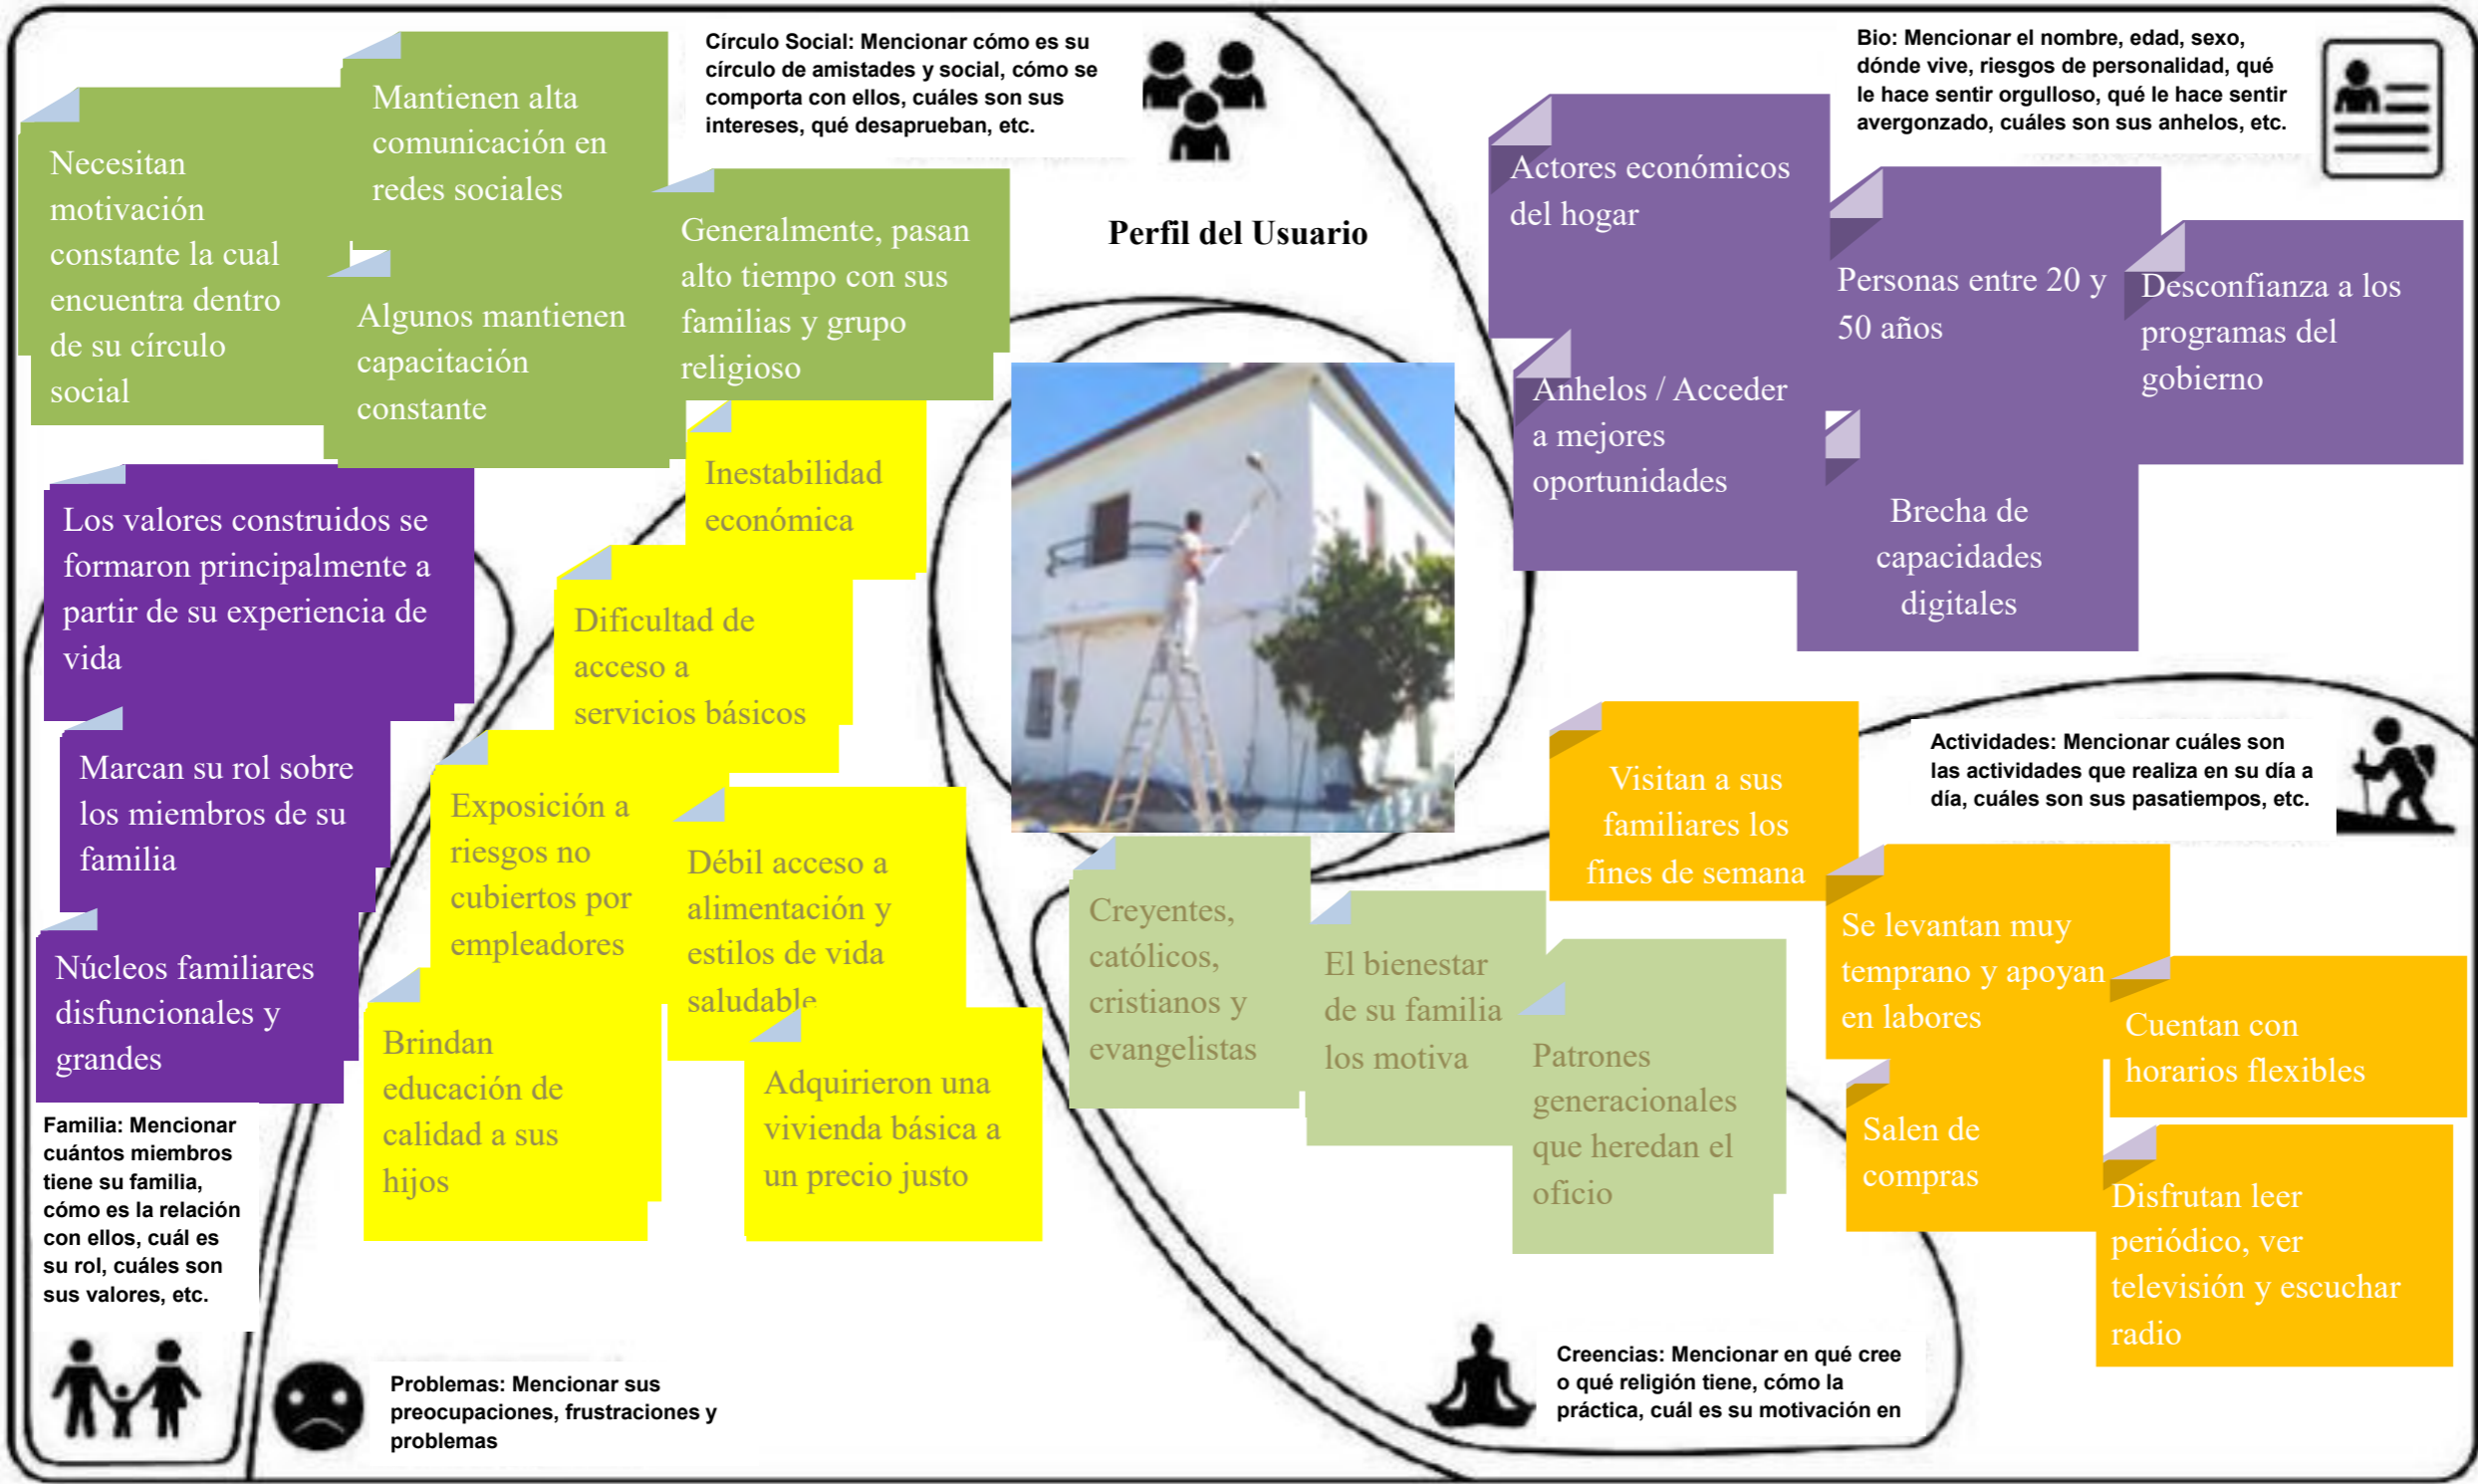 Círculo Social: Mencionar cómo es su
círculo de amistades y social, cómo se
comporta con ellos, cuáles son sus
intereses, qué desaprueban, etc.
Bio: Mencionar el nombre, edad, sexo,
dónde vive, riesgos de personalidad, qué
le hace sentir orgulloso, qué le hace sentir
avergonzado, cuáles son sus anhelos, etc.
Necesitan
motivación
constante la cual
encuentra dentro
de su círculo
social
Mantienen alta
comunicación en
redes sociales
Algunos mantienen
capacitación
constante
Generalmente, pasan
alto tiempo con sus
familias y grupo
religioso
Perfil del Usuario
Actores económicos
del hogar
Personas entre 20 y
50 años
Desconfianza a los
programas del
gobierno
Anhelos / Acceder
a mejores
oportunidades
Brecha de
capacidades
digitales
Los valores construidos se
formaron principalmente a
partir de su experiencia de
vida
Marcan su rol sobre
los miembros de su
familia
Núcleos familiares
disfuncionales y
grandes
Familia: Mencionar
cuántos miembros
tiene su familia,
cómo es la relación
con ellos, cuál es
su rol, cuáles son
sus valores, etc.
Inestabilidad
económica
Dificultad de
acceso a
servicios básicos
Exposición a
riesgos no
cubiertos por
empleadores
Débil acceso a
alimentación y
estilos de vida
saludable
Brindan
educación de
calidad a sus
hijos
Adquirieron una
vivienda básica a
un precio justo
Problemas: Mencionar sus
preocupaciones, frustraciones y
problemas
Creyentes,
católicos,
cristianos y
evangelistas
El bienestar
de su familia
los motiva
Patrones
generacionales
que heredan el
oficio
Creencias: Mencionar en qué cree
o qué religión tiene, cómo la
práctica, cuál es su motivación en
Actividades: Mencionar cuáles son
las actividades que realiza en su día a
día, cuáles son sus pasatiempos, etc.
Visitan a sus
familiares los
fines de semana
Se levantan muy
temprano y apoyan
en labores
Cuentan con
horarios flexibles
Salen de
compras
Disfrutan leer
periódico, ver
televisión y escuchar
radio